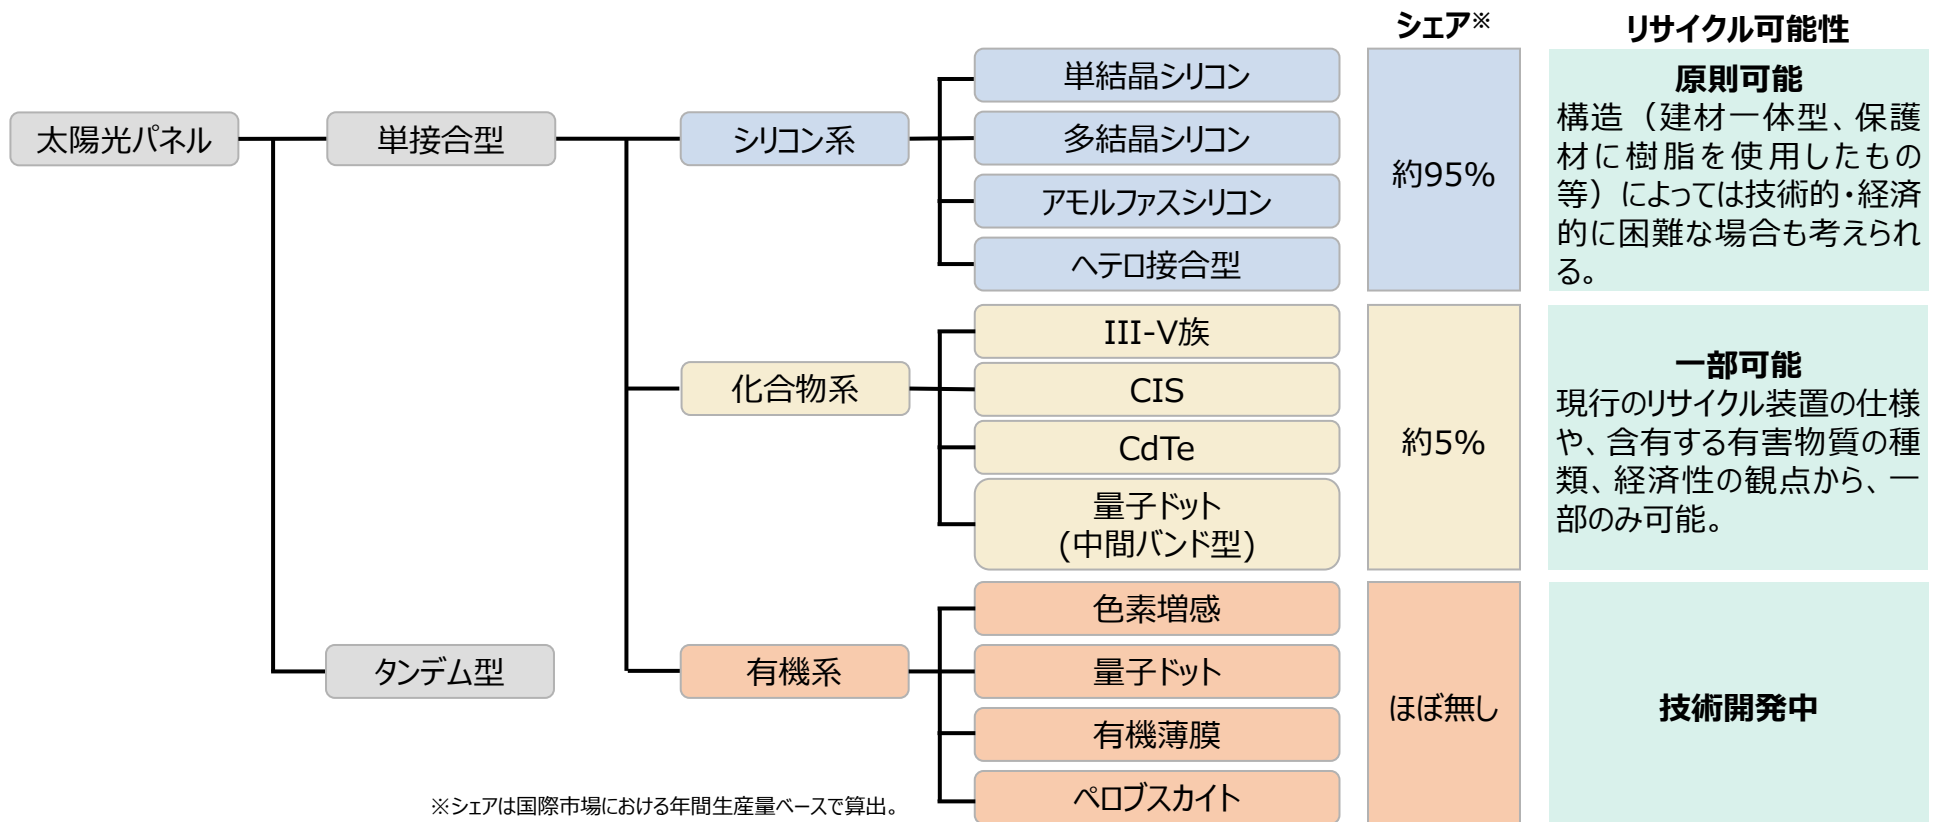 シェア※
リサイクル可能性
太陽光パネル
単接合型
タンデム型
シリコン系
単結晶シリコン
多結晶シリコン
アモルファスシリコン
ヘテロ接合型
約95%
原則可能
構造（建材一体型、保護
材に樹脂を使用したもの
等）によっては技術的・経済
的に困難な場合も考えられ
る。
化合物系
III-V族
CIS
CdTe
量子ドット
(中間バンド型)
約5%
一部可能
現行のリサイクル装置の仕様
や、含有する有害物質の種
類、経済性の観点から、一
部のみ可能。
有機系
色素増感
量子ドット
有機薄膜
ペロブスカイト
ほぼ無し
技術開発中
※シェアは国際市場における年間生産量ベースで算出。